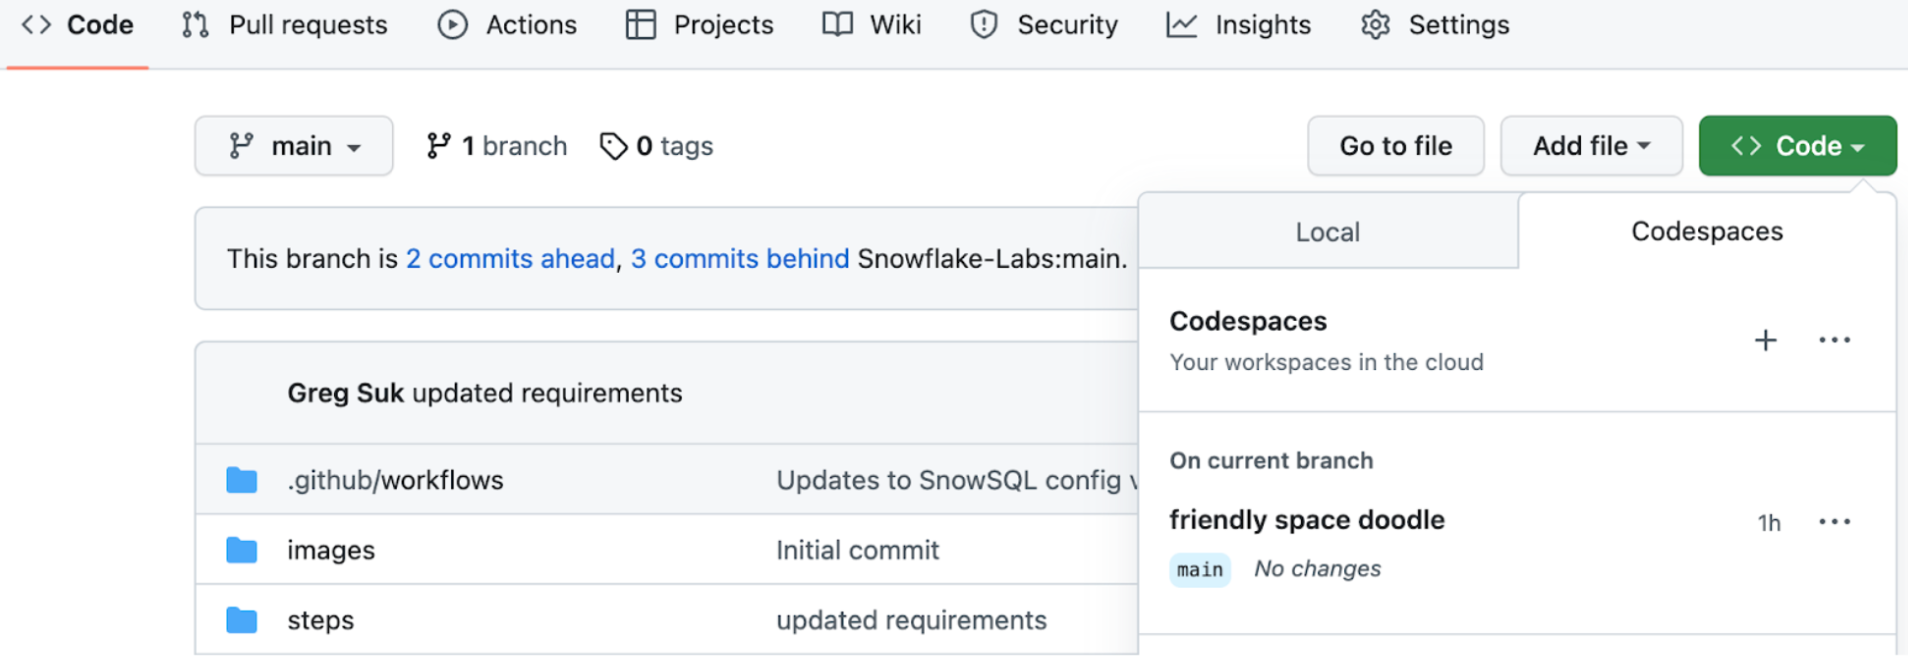 Code Pull requests Actions Projects Wiki Security Insights Settings
main 1 branch 0 tags Go to file Add file Code
Local Codespaces
This branch is 2 commits ahead, 3 commits behind Snowflake-Labs:main.
Codespaces
Your workspaces in the cloud
Greg Suk updated requirements
On current branch
.github/workflows Updates to SnowSQL config
friendly space doodle 1h
images Initial commit
main No changes
steps updated requirements